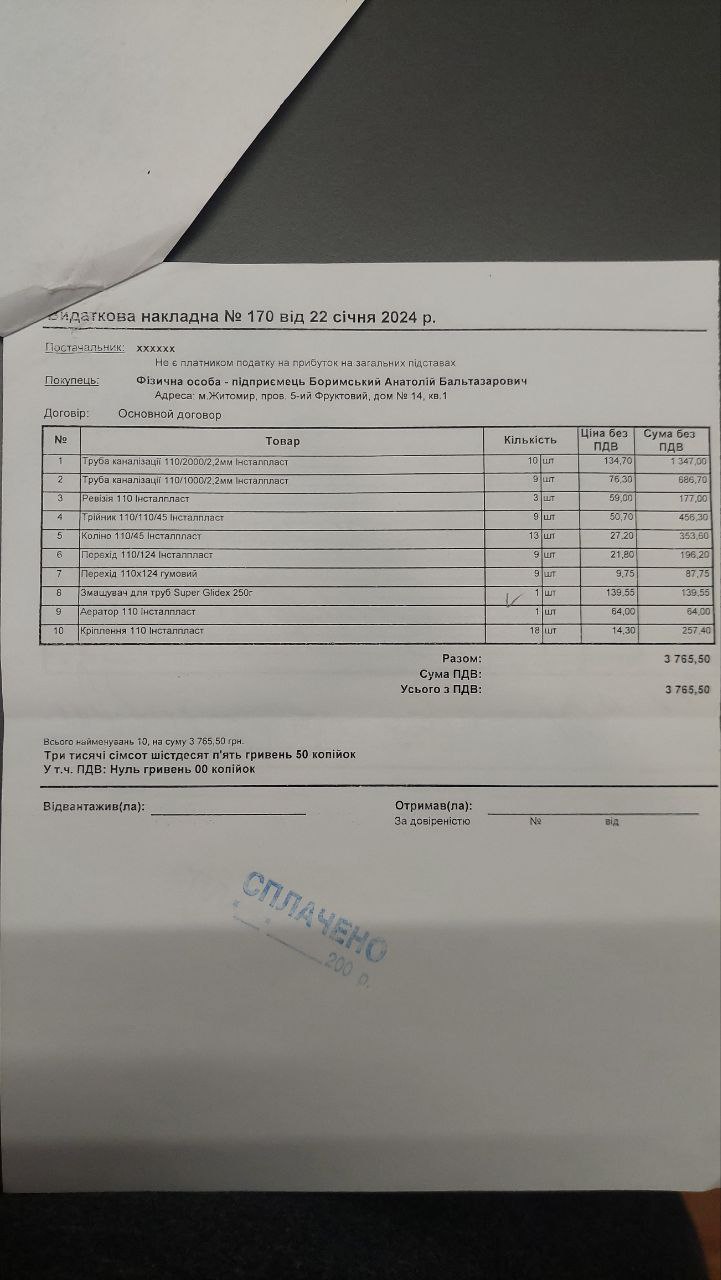 Видаткова накладна № 170 від 22 січня 2024 р.
Постачальник: xxxxxx
Не є платником податку на прибуток на загальних підставах
Покупець: Фізична особа - підприємець Боримський Анатолій Бальтазарович
Адреса: м.Житомир, пров. 5-ий Фруктовий, дом № 14, кв.1
Договір: Основной договор
№ Товар Кількість Ціна без ПДВ Сума без ПДВ
1 Труба каналізації 110/2000/2,2мм Інсталпласт 10 шт 134,70 1 347,00
2 Труба каналізації 110/1000/2,2мм Інсталпласт 9 шт 76,30 686,70
3 Ревізія 110 Інсталпласт 3 шт 59,00 177,00
4 Трійник 110/110/45 Інсталпласт 9 шт 50,70 456,30
5 Коліно 110/45 Інсталпласт 13 шт 27,20 353,60
6 Перехід 110/124 Інсталпласт 9 шт 21,80 196,20
7 Перехід 110х124 гумовий 9 шт 9,75 87,75
8 Змащувач для труб Super Glidex 250г 1 шт 139,55 139,55
9 Аератор 110 Інсталпласт 1 шт 64,00 64,00
10 Кріплення 110 Інсталпласт 18 шт 14,30 257,40
Разом: 3 765,50
Сума ПДВ:
Усього з ПДВ: 3 765,50
Всього найменувань 10, на суму 3 765,50 грн.
Три тисячі сімсот шістдесят п'ять гривень 50 копійок
У т.ч. ПДВ: Нуль гривень 00 копійок
Відвантажив(ла): Отримав(ла):
За довіреністю № від
СПЛАЧЕНО
200 р.